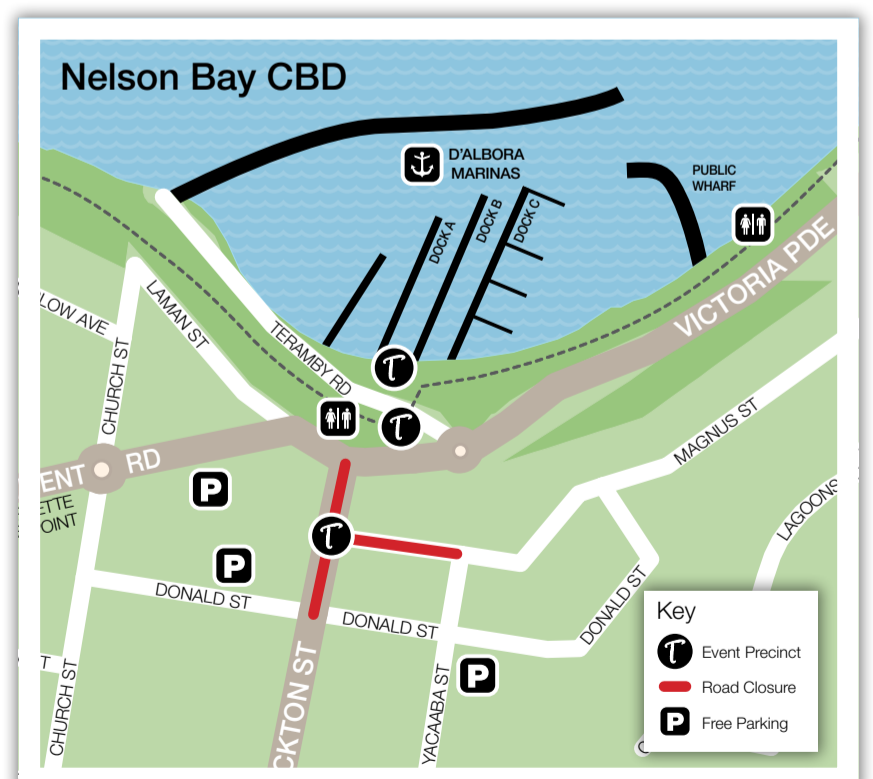 Nelson Bay CBD
D'ALBORA
MARINAS
PUBLIC
WHARF
DOCK A
DOCK B
DOCK C
VICTORIA PDE
LOW AVE
LAMAN ST
TERAMBY RD
CHURCH ST
MAGNUS ST
ENT RD
P
ETTE
OINT
LAGOONS
P
DONALD ST
DONALD ST
DONALD ST
T
CHURCH ST
CKTON ST
YACAABA ST
P
Key
T Event Precinct
Road Closure
P Free Parking